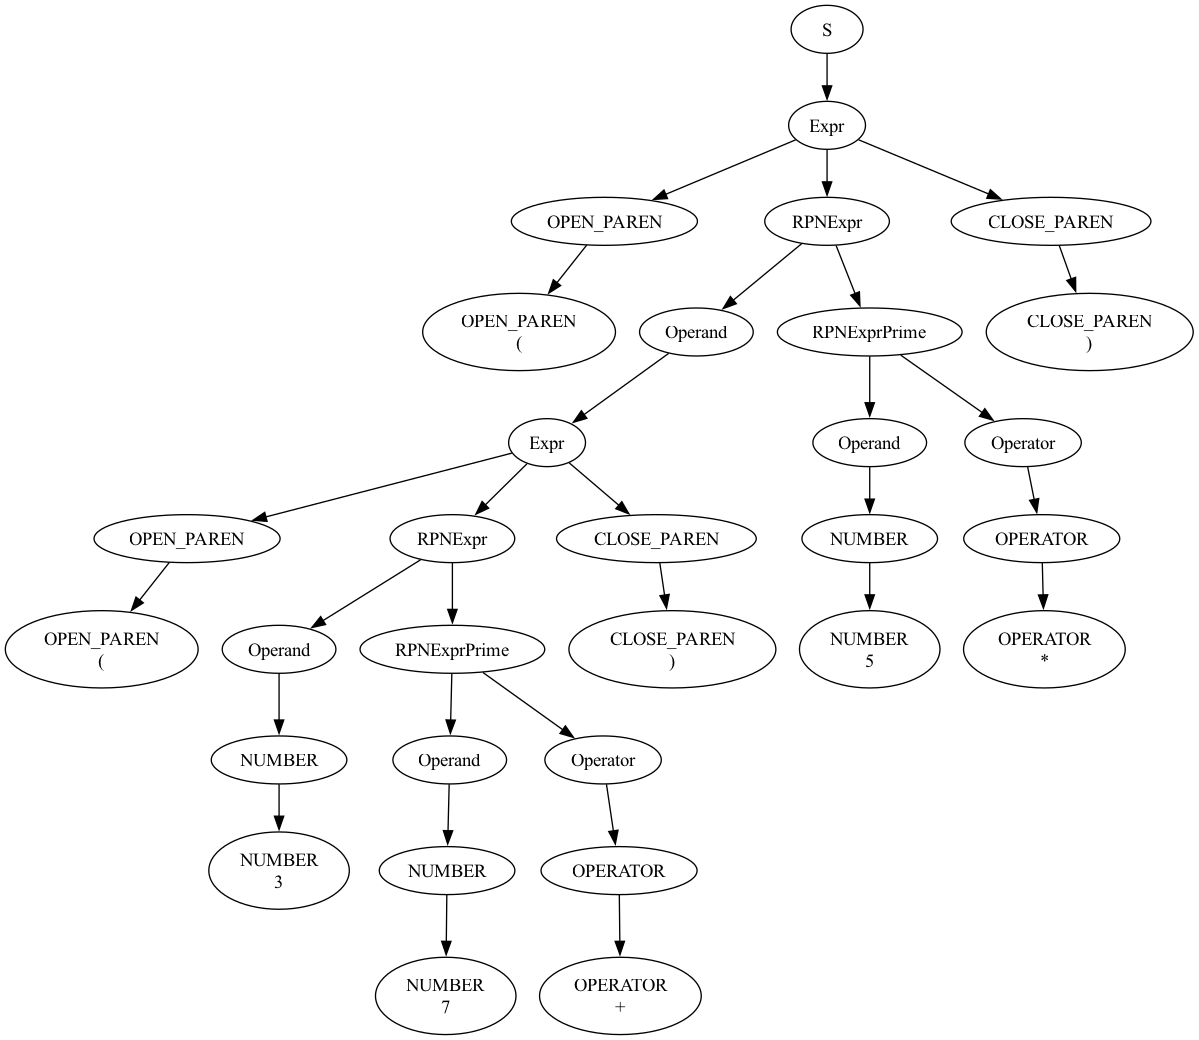 S
Expr
OPEN_PAREN
RPNExpr
CLOSE_PAREN
OPEN_PAREN
(
Operand
RPNExprPrime
CLOSE_PAREN
)
Expr
Operand
Operator
OPEN_PAREN
RPNExpr
CLOSE_PAREN
NUMBER
OPERATOR
OPEN_PAREN
(
Operand
RPNExprPrime
CLOSE_PAREN
)
NUMBER
5
OPERATOR
*
NUMBER
Operand
Operator
NUMBER
3
NUMBER
OPERATOR
NUMBER
7
OPERATOR
+